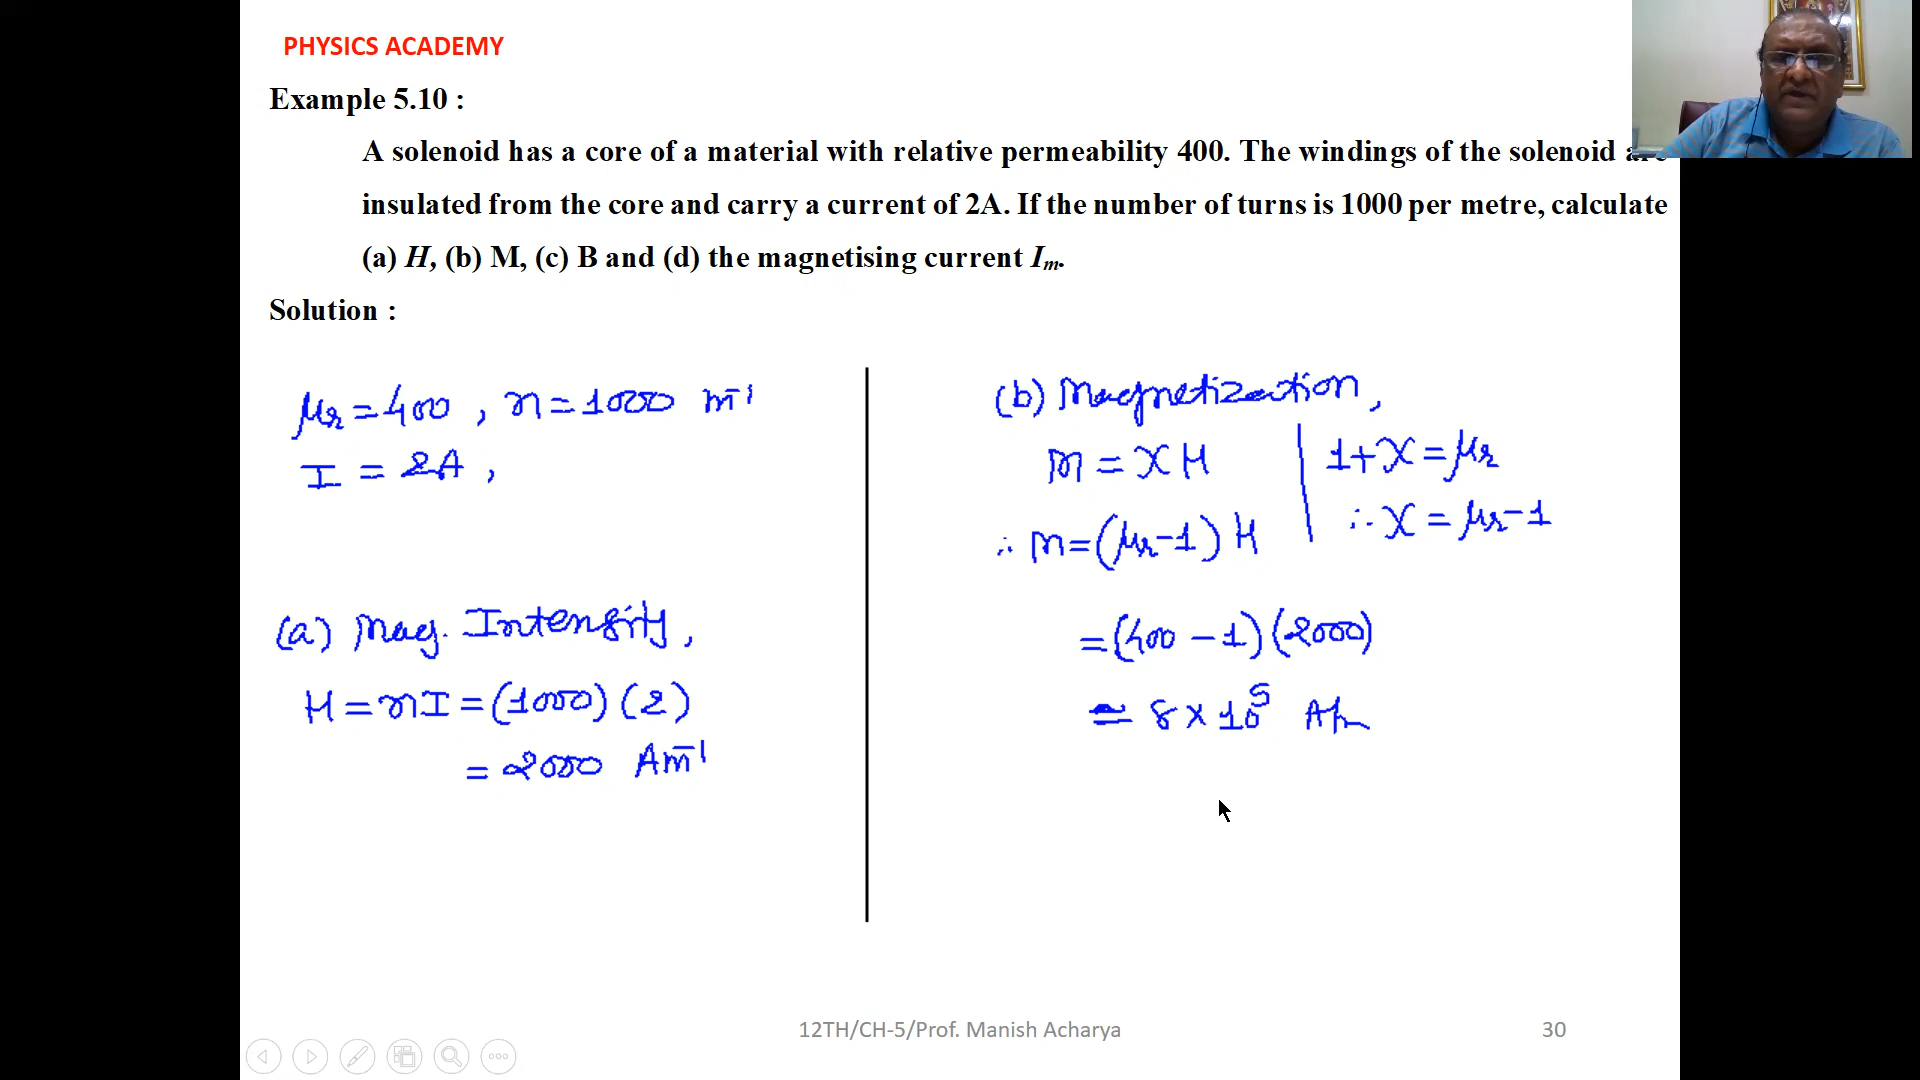 PHYSICS ACADEMY
Example 5.10 :
A solenoid has a core of a material with relative permeability 400. The windings of the solenoid are
insulated from the core and carry a current of 2A. If the number of turns is 1000 per metre, calculate
(a) H, (b) M, (c) B and (d) the magnetising current Iₘ.
Solution :
μr = 400 , n = 1000 m⁻¹
I = 2A ,
(a) Mag. Intensity,
H = nI = (1000) (2)
= 2000 Am⁻¹
(b) Magnetization,
m = χ H
∴ m = (μr - 1) H
1 + χ = μr
∴ χ = μr - 1
= (400 - 1) (2000)
≃ 8 × 10⁵ A/m
12TH/CH-5/Prof. Manish Acharya
30